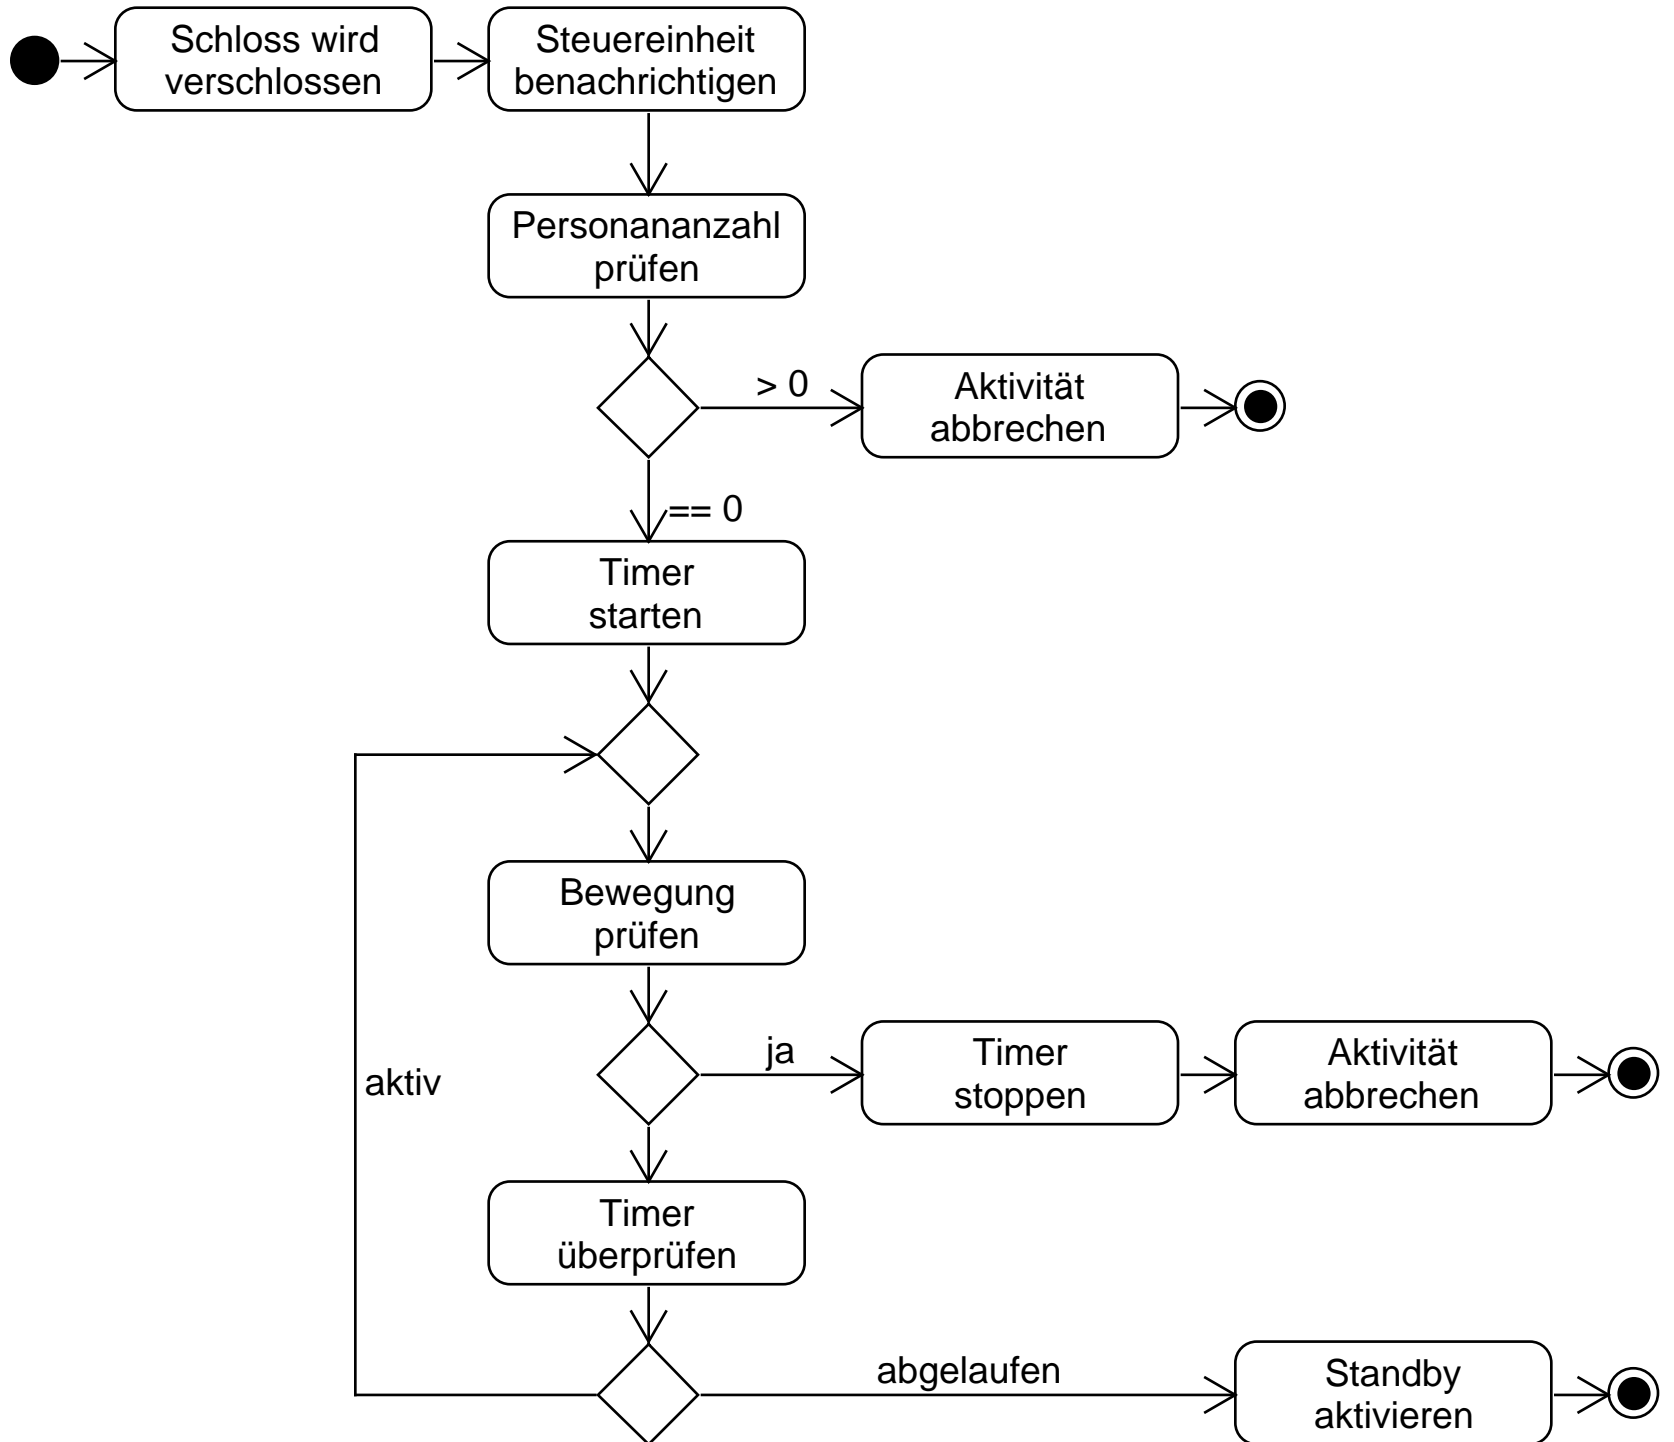 Schloss wird
verschlossen
Steuereinheit
benachrichtigen
Personananzahl
prüfen
> 0
Aktivität
abbrechen
== 0
Timer
starten
Bewegung
prüfen
aktiv
ja
Timer
stoppen
Aktivität
abbrechen
Timer
überprüfen
abgelaufen
Standby
aktivieren